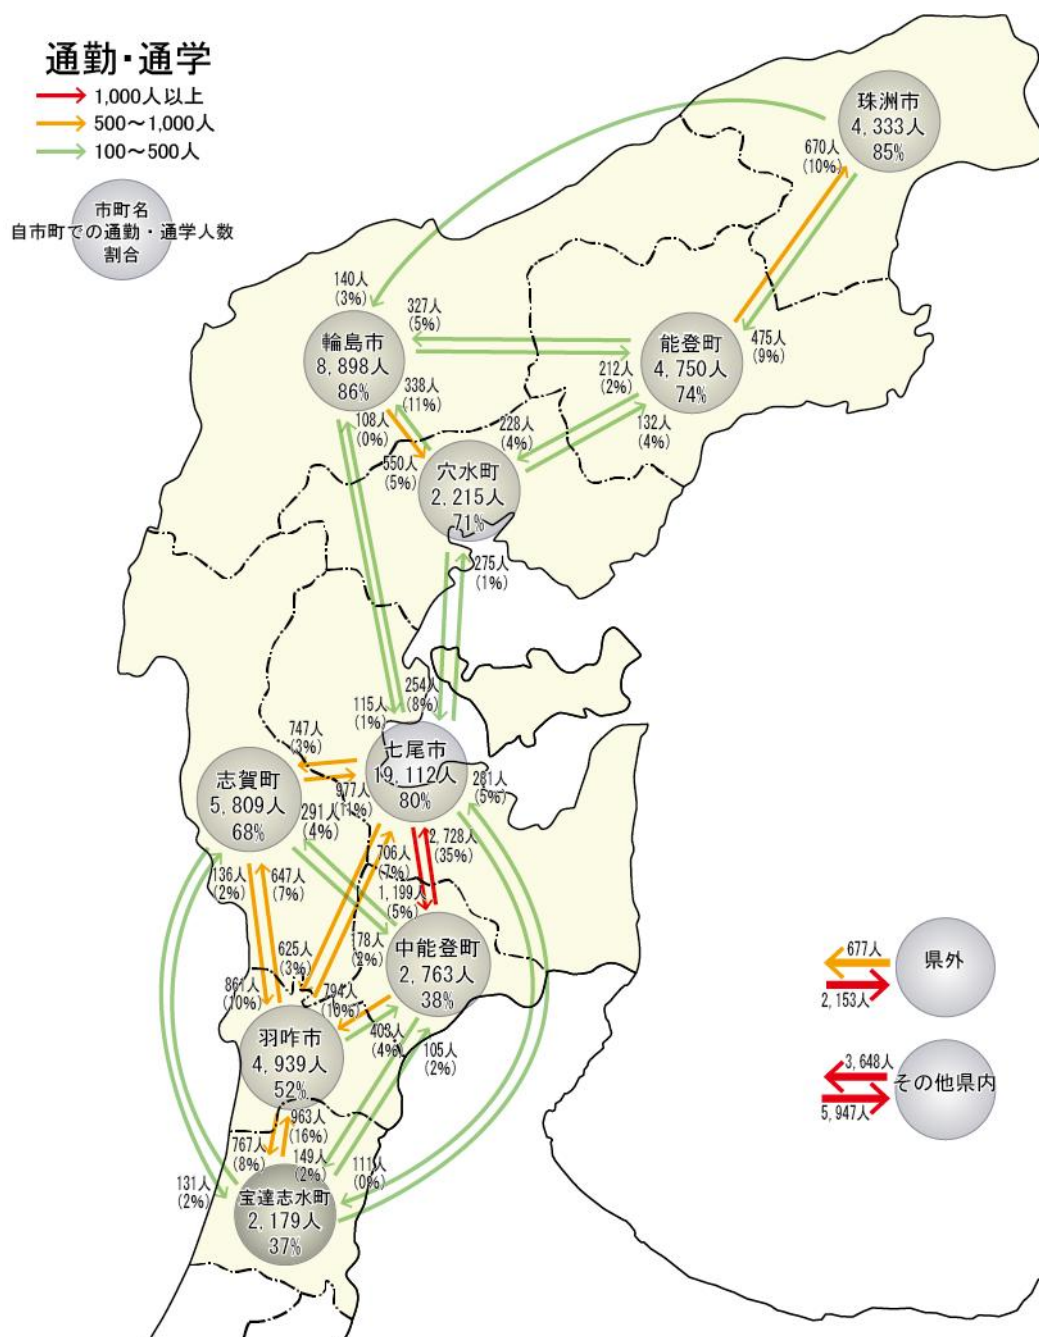 通勤・通学
1,000人以上
500～1,000人
100～500人
市町名
自市町での通勤・通学人数
割合
珠洲市
4,333人
85%
670人
(10%)
475人
(9%)
140人
(3%)
327人
(5%)
輪島市
8,898人
86%
能登町
4,750人
74%
212人
(2%)
338人
(11%)
108人
(0%)
550人
(5%)
228人
(4%)
132人
(4%)
穴水町
2,215人
71%
275人
(1%)
254人
(8%)
115人
(1%)
747人
(3%)
七尾市
19,112人
80%
281人
(5%)
志賀町
5,809人
68%
977人
(11%)
291人
(4%)
706人
(7%)
2,728人
(35%)
1,199人
(5%)
136人
(2%)
647人
(7%)
178人
(2%)
中能登町
2,763人
38%
625人
(3%)
861人
(10%)
794人
(10%)
羽咋市
4,939人
52%
403人
(4%)
105人
(2%)
963人
(16%)
767人
(8%)
149人
(2%)
111人
(0%)
131人
(2%)
宝達志水町
2,179人
37%
677人
県外
2,153人
3,648人
その他県内
5,947人